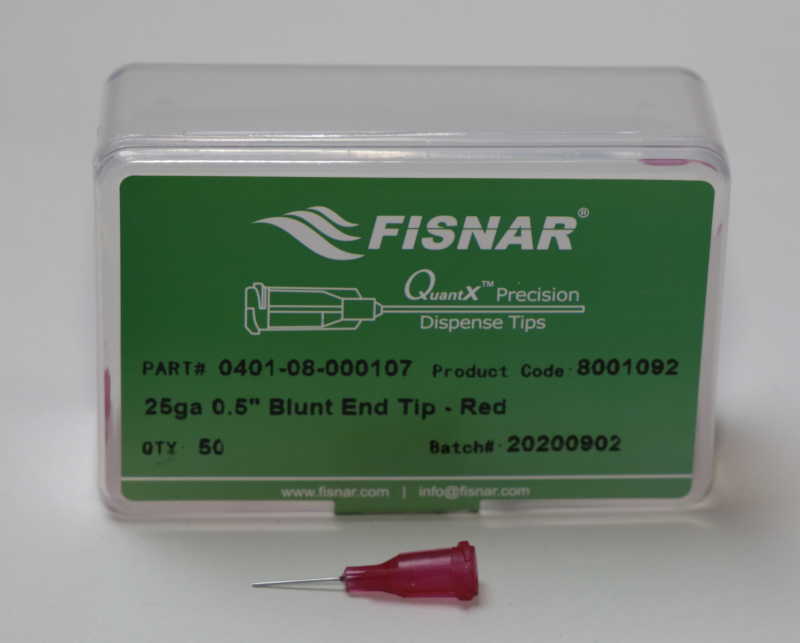 FISNAR®
QuantX™ Precision
Dispense Tips
PART# 0401-08-000107 Product Code: 8001092
25ga 0.5" Blunt End Tip - Red
QTY: 50 Batch#: 20200902
www.fisnar.com | info@fisnar.com